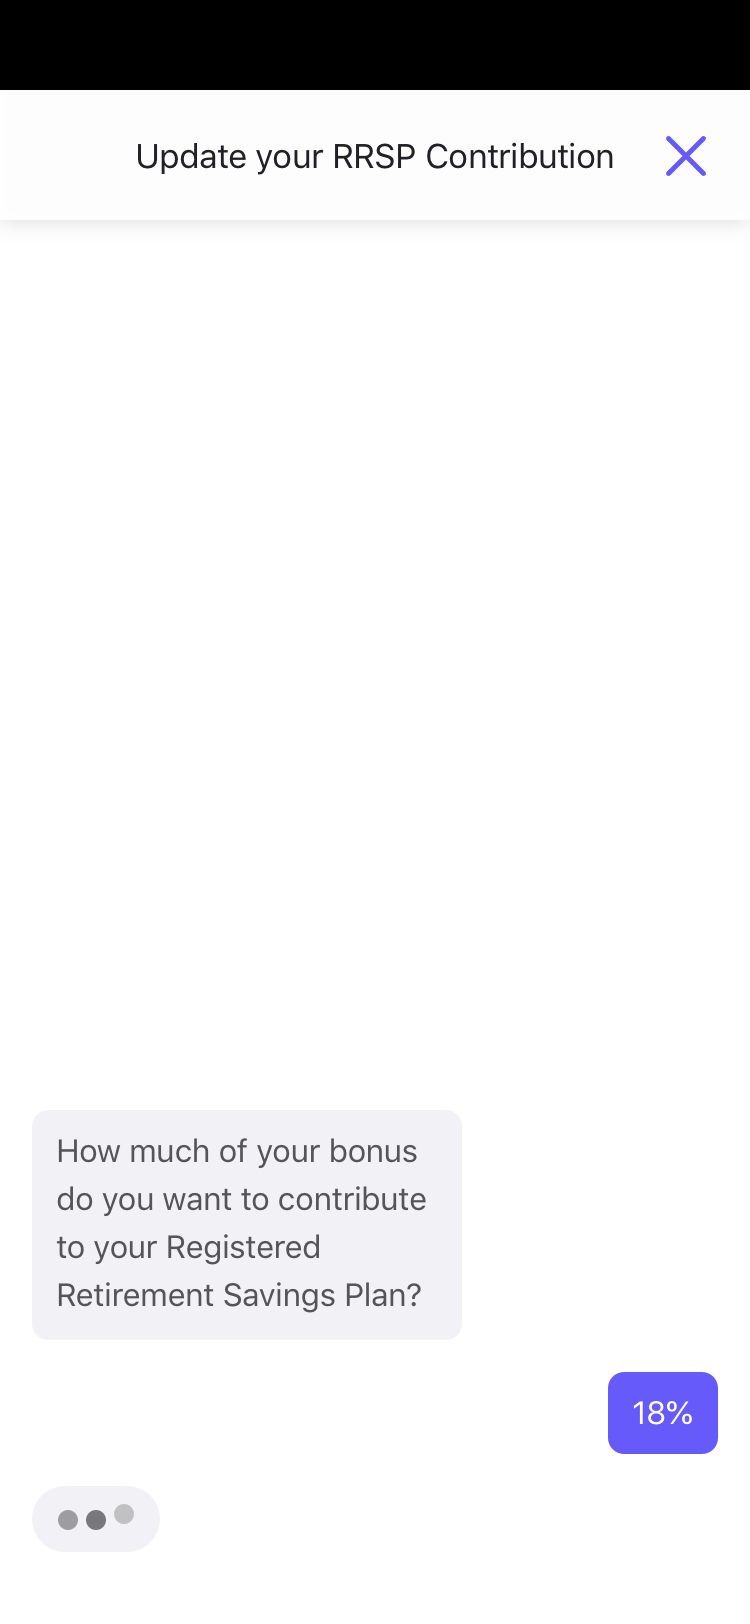 Update your RRSP Contribution
How much of your bonus
do you want to contribute
to your Registered
Retirement Savings Plan?
18%